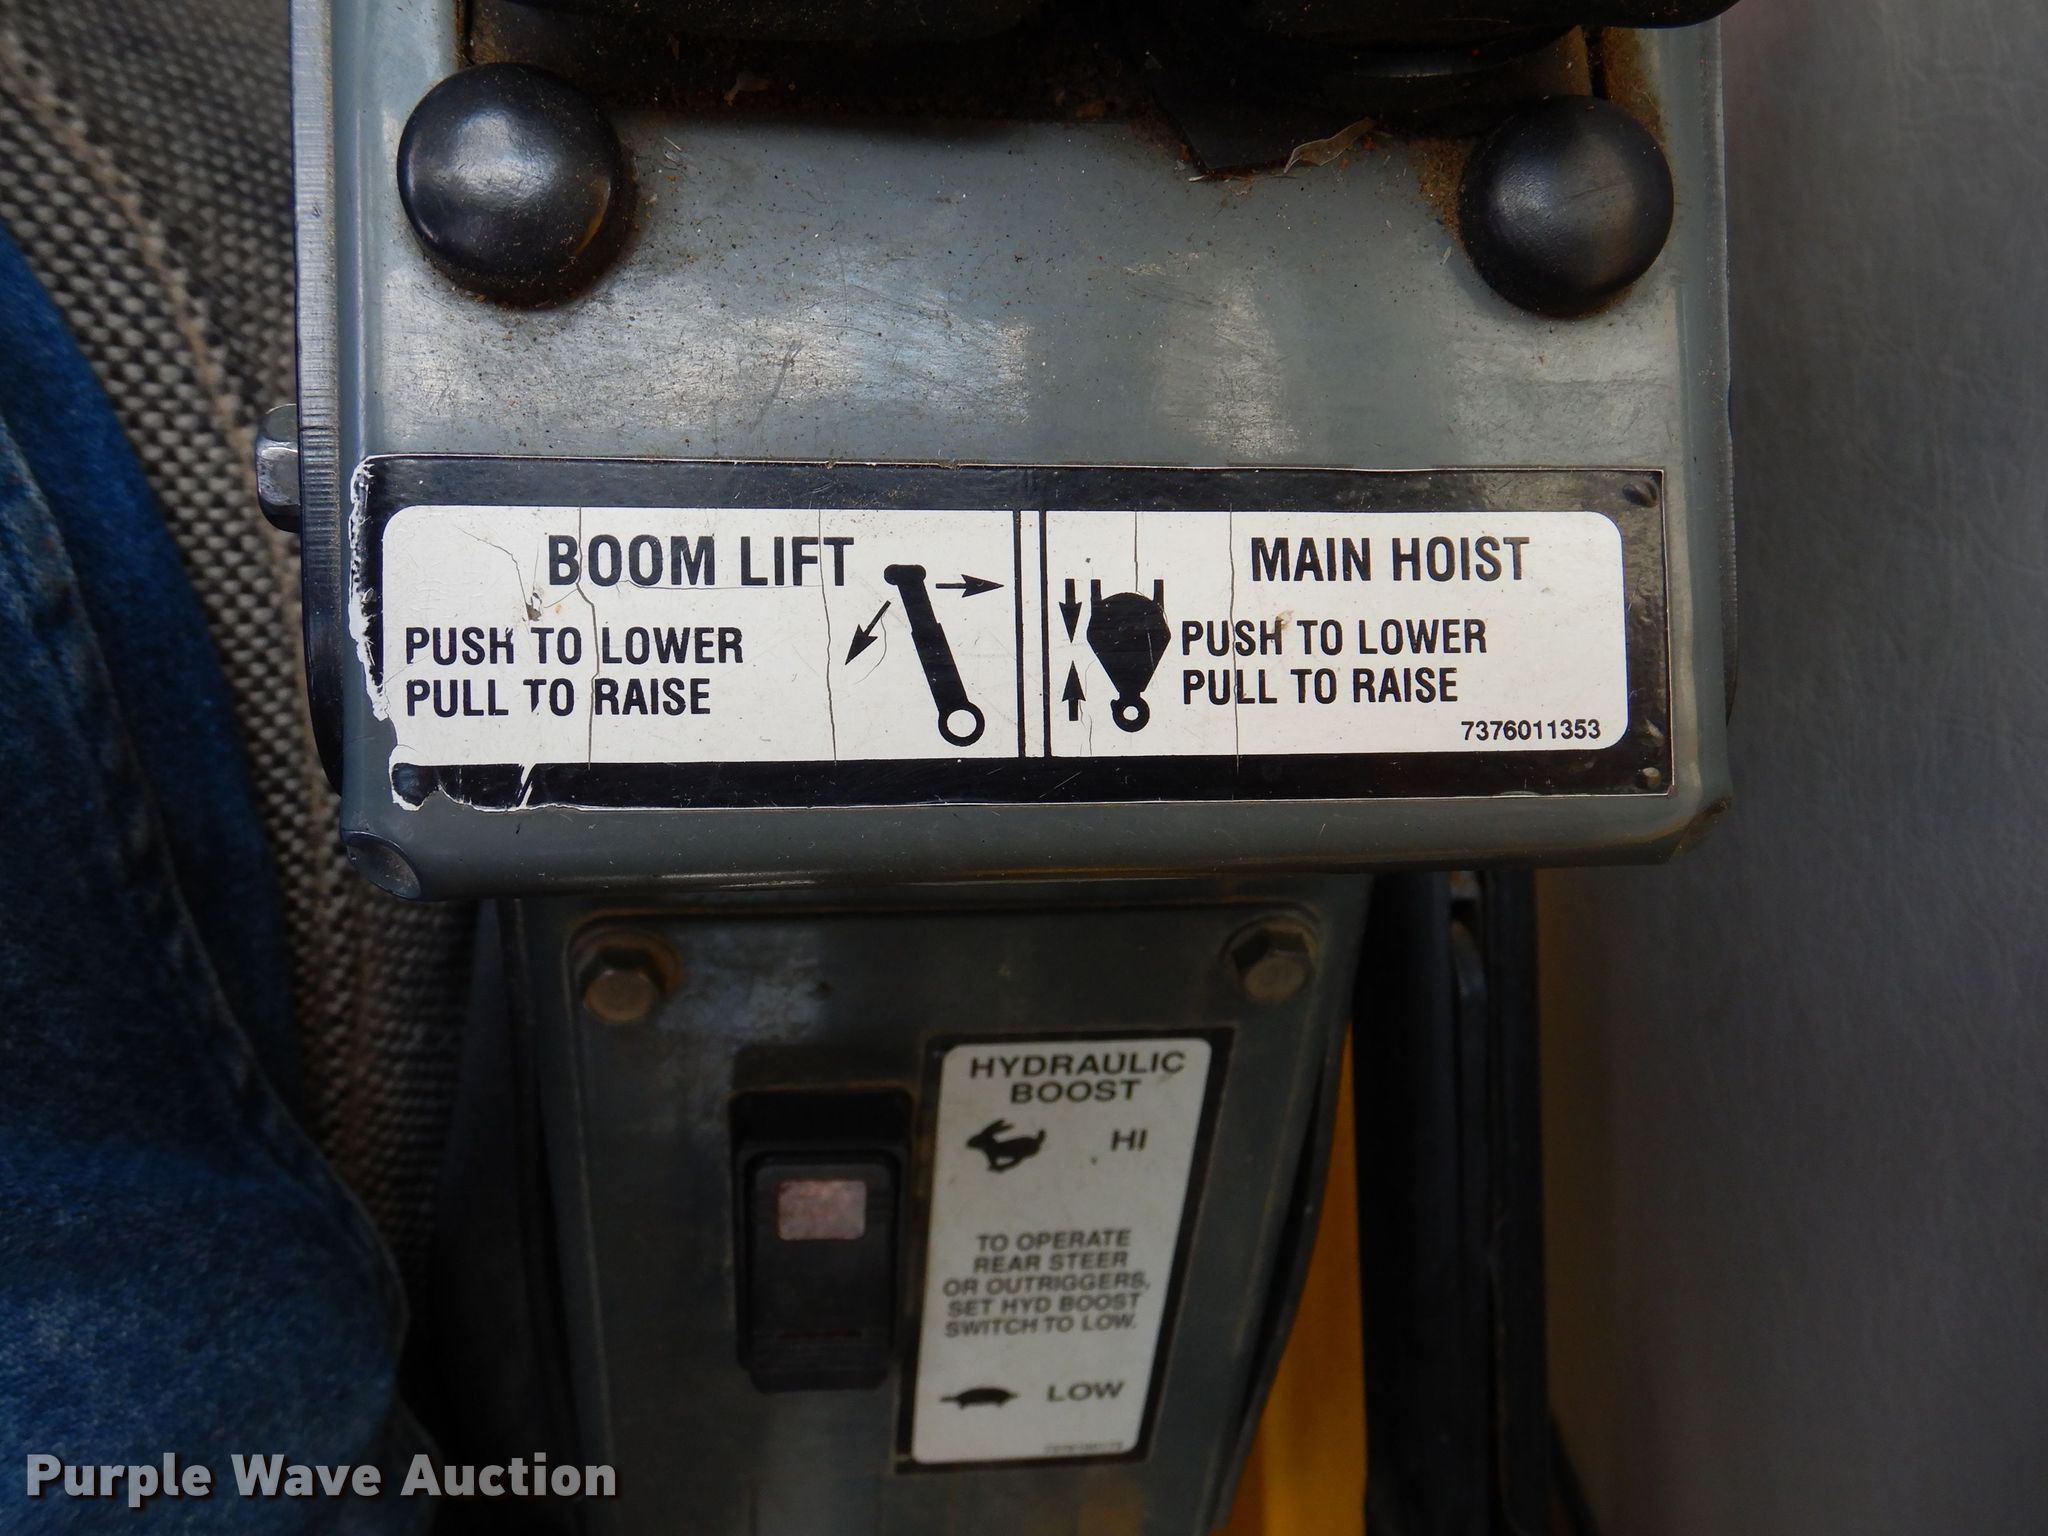 BOOM LIFT
PUSH TO LOWER
PULL TO RAISE
MAIN HOIST
PUSH TO LOWER
PULL TO RAISE
7376011353
HYDRAULIC
BOOST
HI
TO OPERATE
REAR STEER
OR OUTRIGGERS,
SET HYD BOOST
SWITCH TO LOW.
LOW
Purple Wave Auction